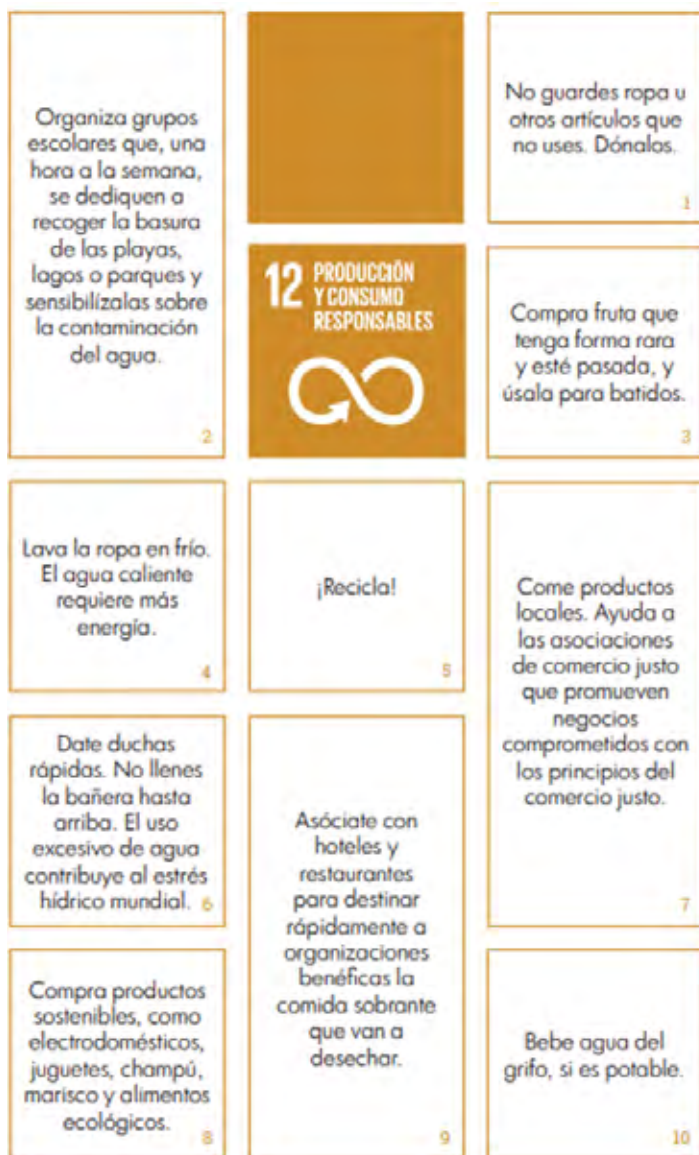 Organiza grupos
escolares que, una
hora a la semana,
se dediquen a
recoger la basura
de las playas,
lagos o parques y
sensibilízalas sobre
la contaminación
del agua.
2
No guardes ropa u
otros artículos que
no uses. Dónalos.
1
12 PRODUCCIÓN
Y CONSUMO
RESPONSABLES
Compra fruta que
tenga forma rara
y esté pasada, y
úsala para batidos.
3
Lava la ropa en frío.
El agua caliente
requiere más
energía.
4
¡Recicla!
5
Come productos
locales. Ayuda a
las asociaciones
de comercio justo
que promueven
negocios
comprometidos con
los principios del
comercio justo.
7
Date duchas
rápidas. No llenes
la bañera hasta
arriba. El uso
excesivo de agua
contribuye al estrés
hídrico mundial. 6
Asóciate con
hoteles y
restaurantes
para destinar
rápidamente a
organizaciones
benéficas la
comida sobrante
que van a
desechar.
9
Compra productos
sostenibles, como
electrodomésticos,
juguetes, champú,
marisco y alimentos
ecológicos.
8
Bebe agua del
grifo, si es potable.
10